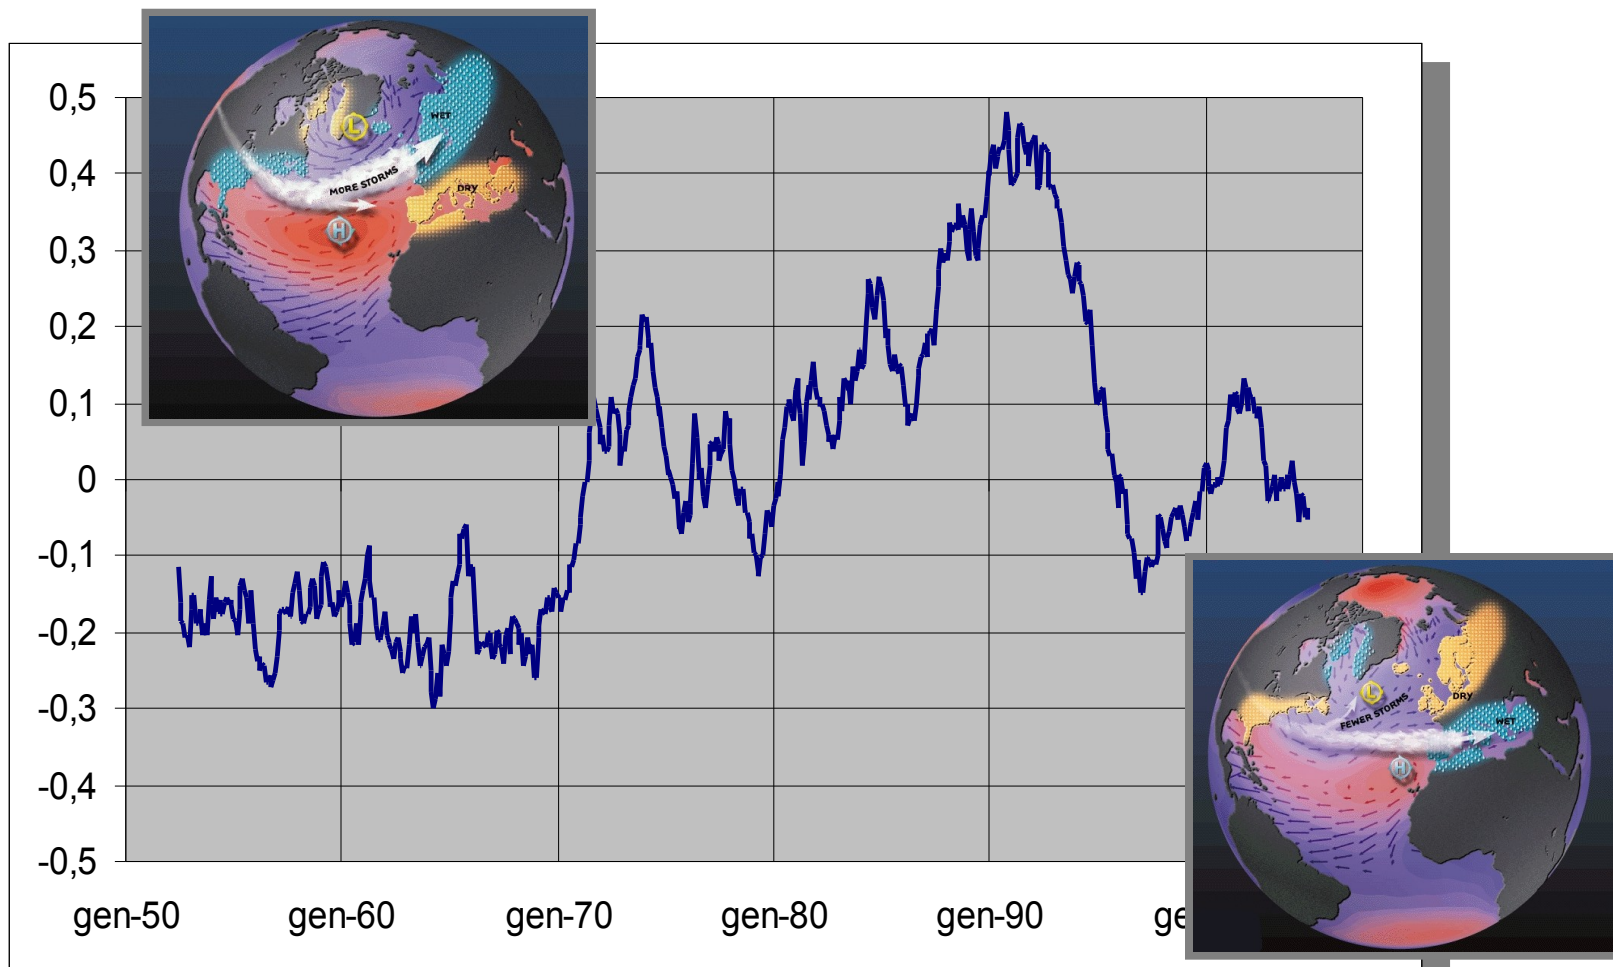 WET
L
MORE STORMS
DRY
H
0,5
0,4
0,3
0,2
0,1
0
-0,1
-0,2
-0,3
-0,4
-0,5
gen-50
gen-60
gen-70
gen-80
gen-90
ge
L
DRY
FEWER STORMS
WET
H